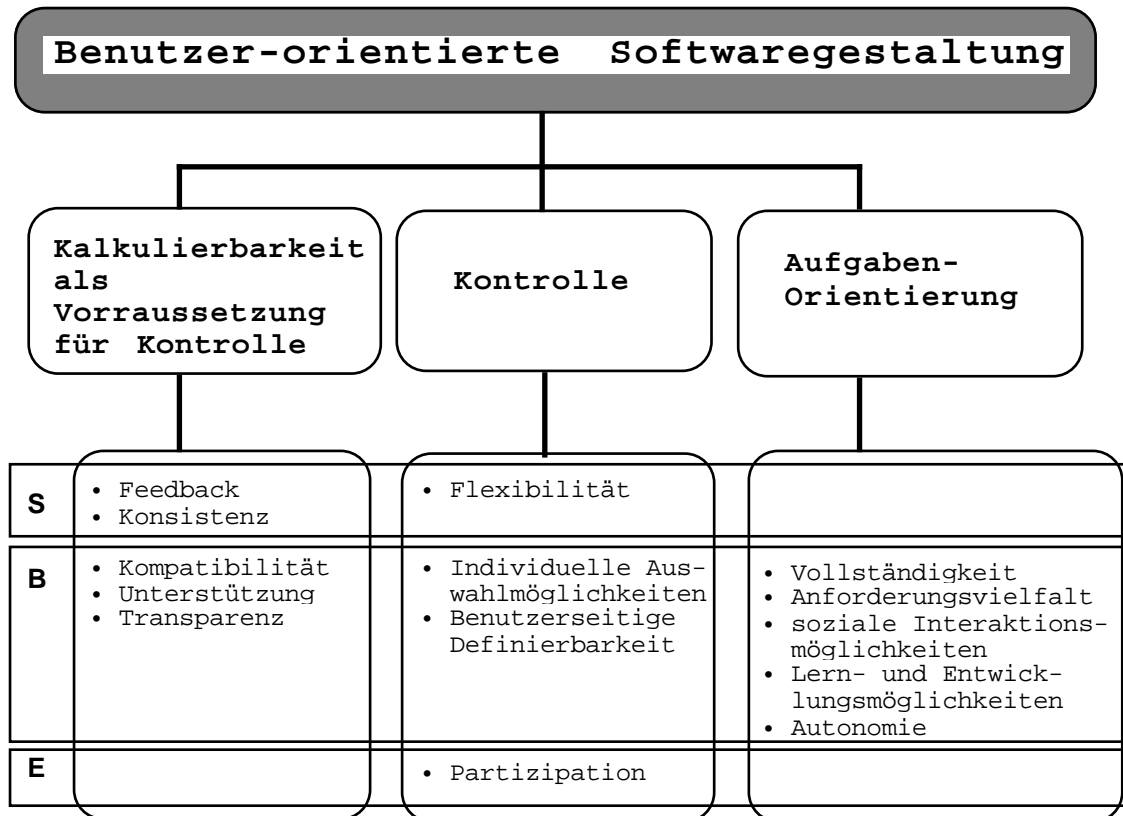 Benutzer-orientierte Softwaregestaltung
Kalkulierbarkeit
als
Vorraussetzung
für Kontrolle
Kontrolle
Aufgaben-
Orientierung
S
• Feedback
• Konsistenz
• Flexibilität
B
• Kompatibilität
• Unterstützung
• Transparenz
• Individuelle Aus-
wahlmöglichkeiten
• Benutzerseitige
Definierbarkeit
• Vollständigkeit
• Anforderungsvielfalt
• soziale Interaktions-
möglichkeiten
• Lern- und Entwick-
lungsmöglichkeiten
• Autonomie
E
• Partizipation